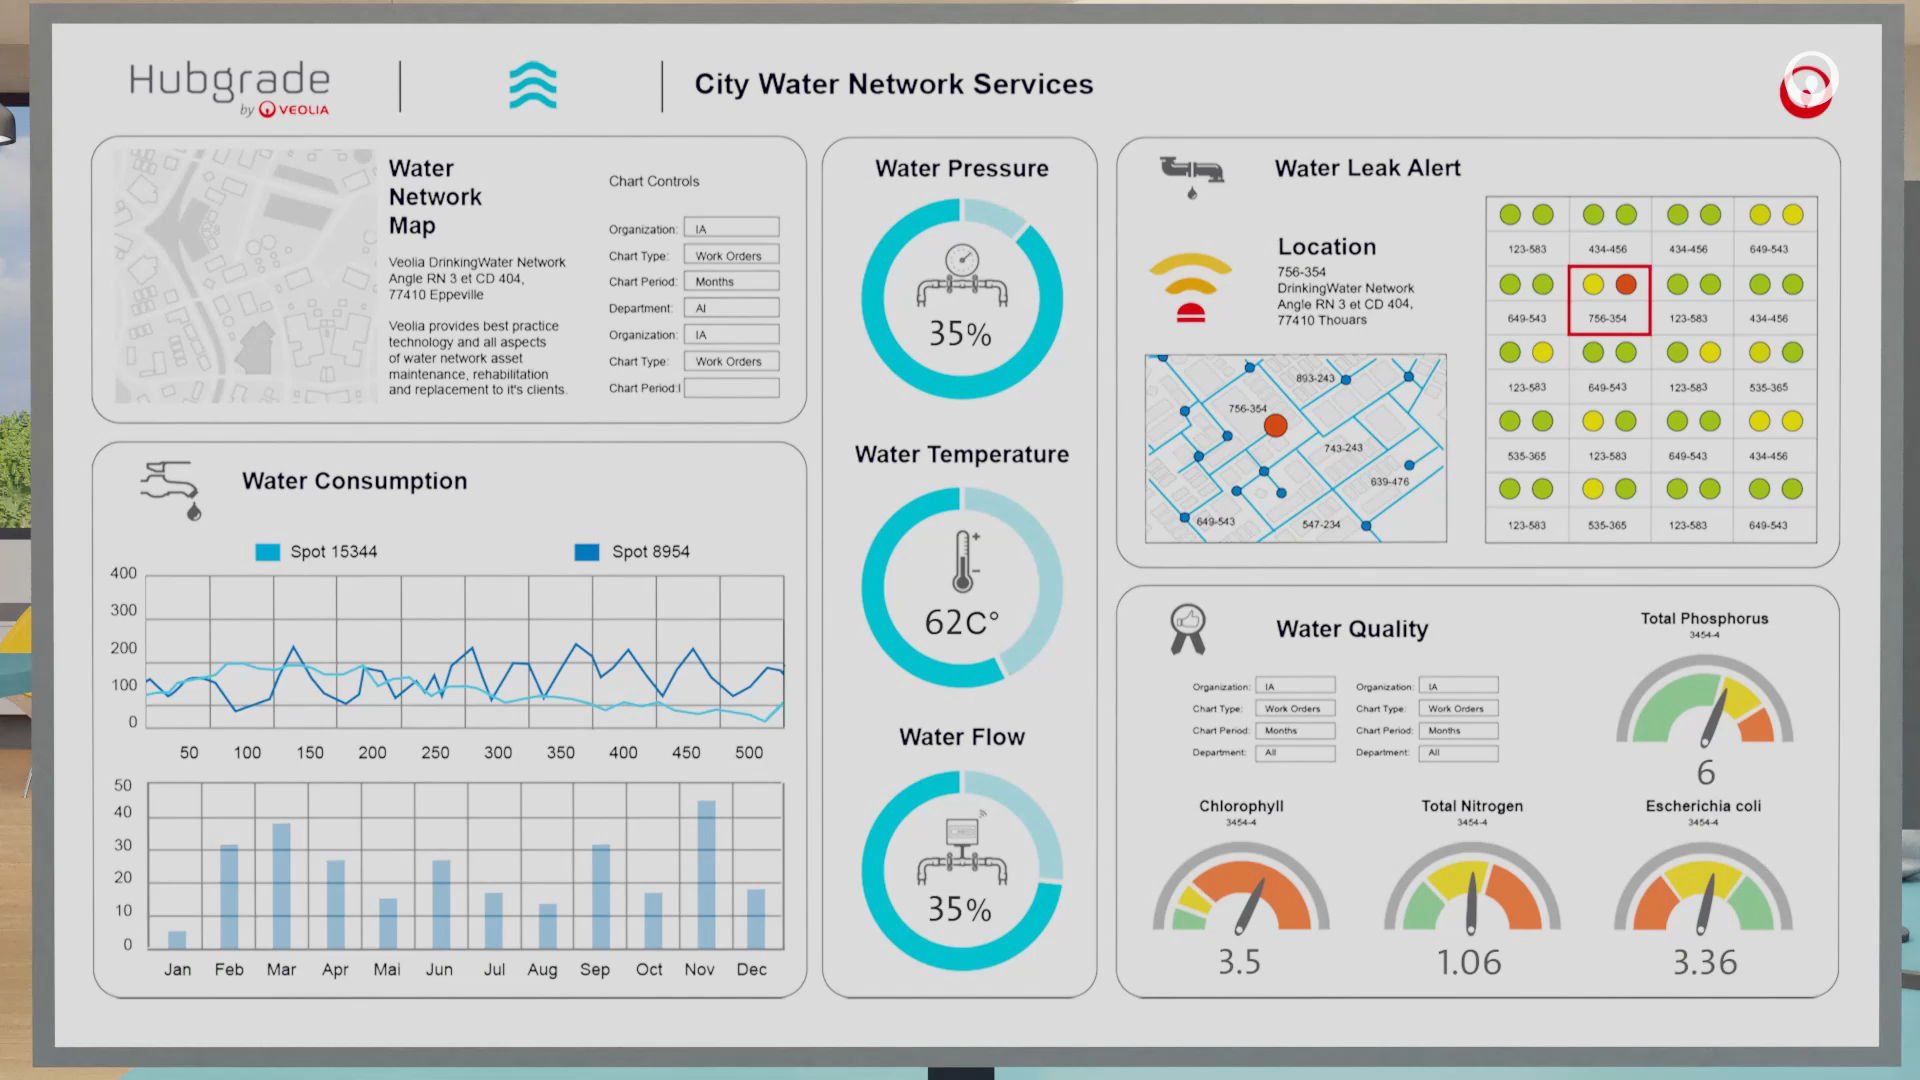 Hubgrade
by VEOLIA
City Water Network Services
Water
Network
Map
Veolia DrinkingWater Network
Angle RN 3 et CD 404,
77410 Eppeville
Veolia provides best practice
technology and all aspects
of water network asset
maintenance, rehabilitation
and replacement to it's clients.
Chart Controls
Organization: IA
Chart Type: Work Orders
Chart Period: Months
Department: AI
Organization: IA
Chart Type: Work Orders
Chart Period:I
Water Consumption
Spot 15344 Spot 8954
400
300
200
100
0
50 100 150 200 250 300 350 400 450 500
50
40
30
20
10
0
Jan Feb Mar Apr Mai Jun Jul Aug Sep Oct Nov Dec
Water Pressure
35%
Water Temperature
+
–
62C°
Water Flow
35%
Water Leak Alert
Location
756-354
DrinkingWater Network
Angle RN 3 et CD 404,
77410 Thouars
893-243
756-354
743-243
639-476
649-543
547-234
123-583 434-456 434-456 649-543
649-543 756-354 123-583 434-456
123-583 649-543 123-583 535-365
535-365 123-583 649-543 434-456
123-583 535-365 123-583 649-543
Water Quality
Organization: IA Organization: IA
Chart Type: Work Orders Chart Type: Work Orders
Chart Period: Months Chart Period: Months
Department: All Department: All
Total Phosphorus
3454-4
6
Chlorophyll
3454-4
3.5
Total Nitrogen
3454-4
1.06
Escherichia coli
3454-4
3.36